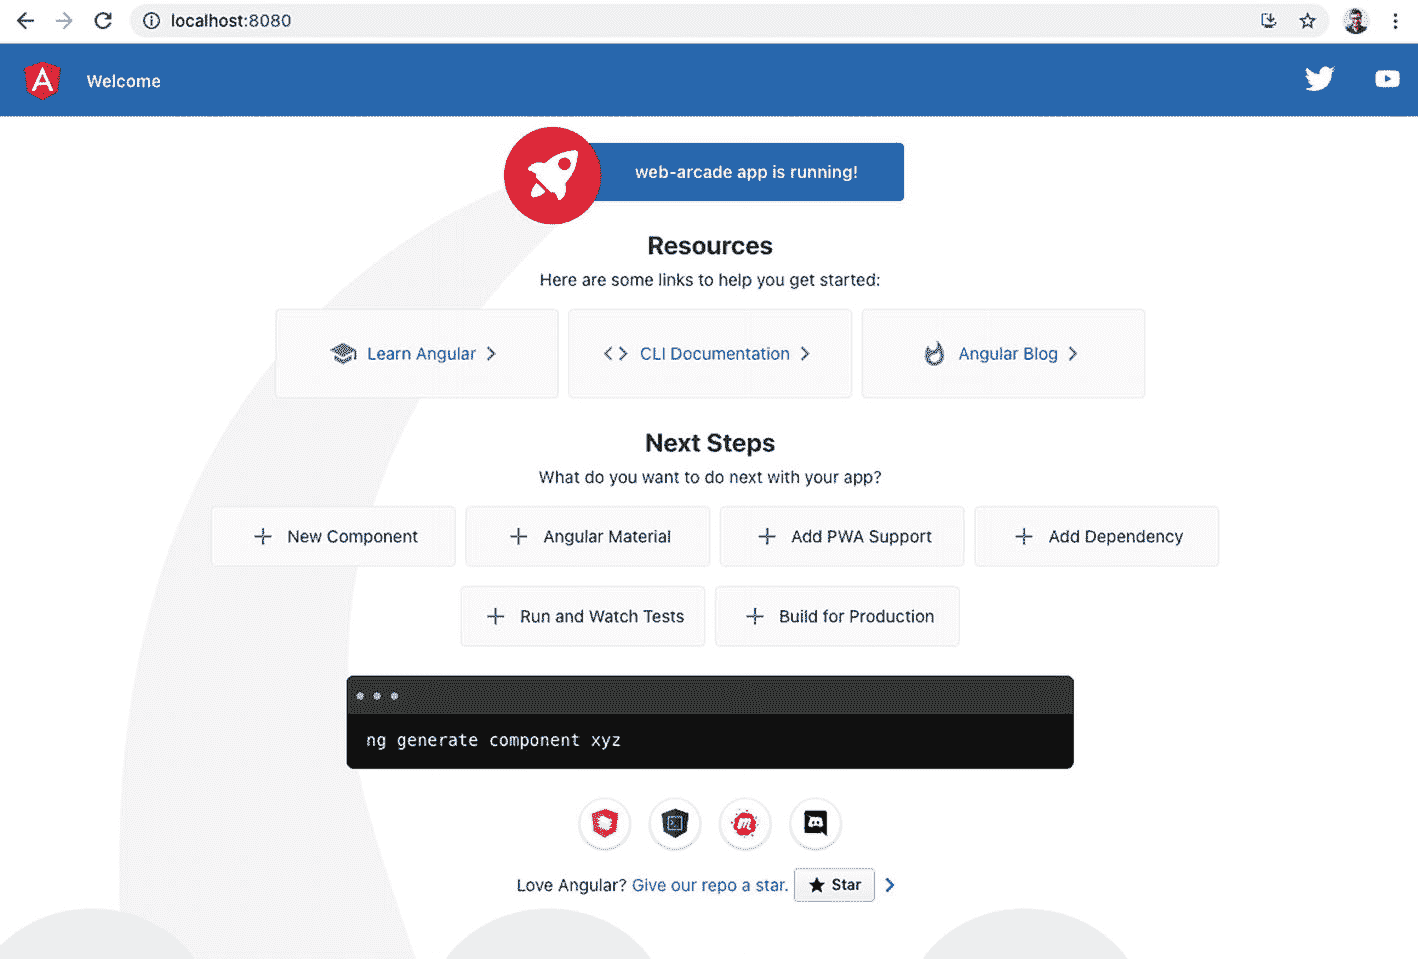 localhost:8080
Welcome
web-arcade app is running!
Resources
Here are some links to help you get started:
Learn Angular
CLI Documentation
Angular Blog
Next Steps
What do you want to do next with your app?
New Component
Angular Material
Add PWA Support
Add Dependency
Run and Watch Tests
Build for Production
ng generate component xyz
Love Angular? Give our repo a star. Star